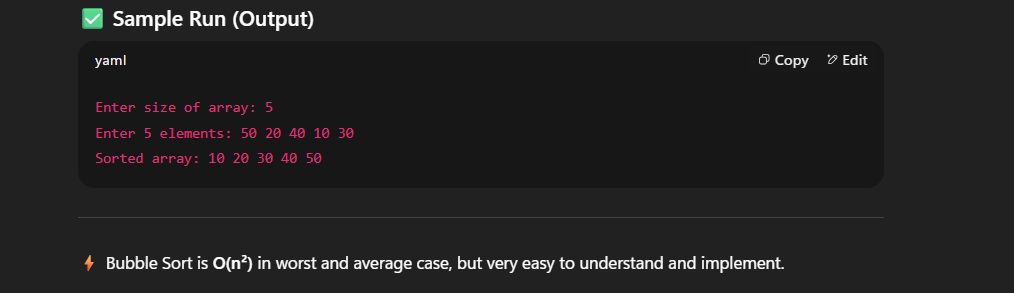 ✅ Sample Run (Output)
yaml
Copy Edit
Enter size of array: 5
Enter 5 elements: 50 20 40 10 30
Sorted array: 10 20 30 40 50
⚡ Bubble Sort is O(n²) in worst and average case, but very easy to understand and implement.